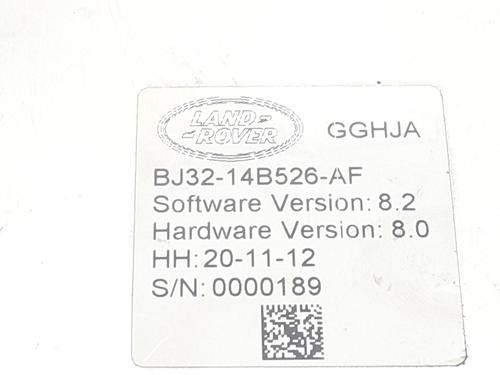 LAND-
-ROVER
GGHJA
BJ32-14B526-AF
Software Version: 8.2
Hardware Version: 8.0
HH: 20-11-12
S/N: 0000189